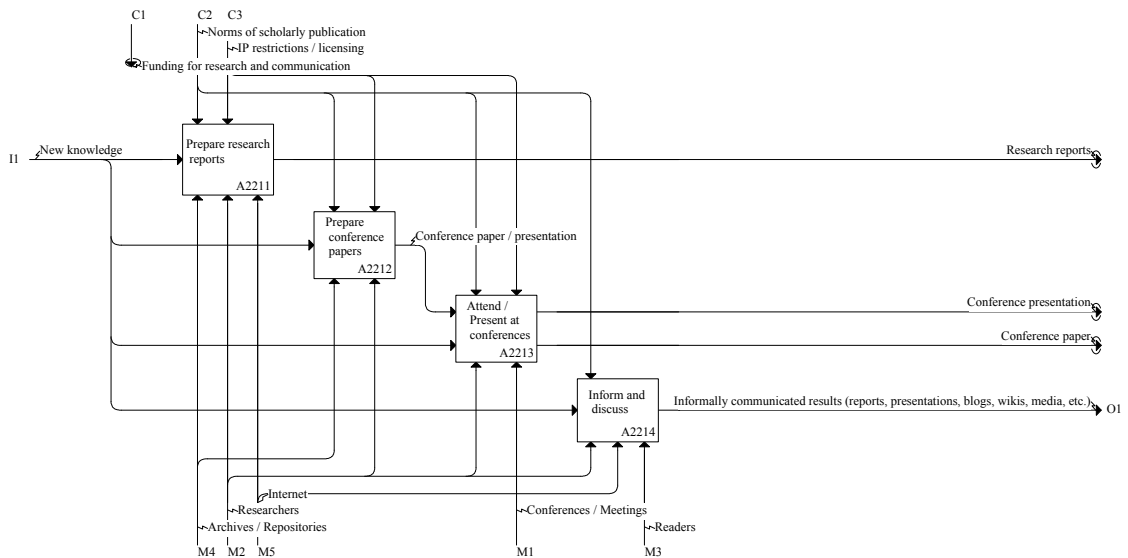 C1
C2
C3
Norms of scholarly publication
IP restrictions / licensing
Funding for research and communication
I1
New knowledge
Prepare research
reports
A2211
Research reports
Prepare
conference
papers
A2212
Conference paper / presentation
Attend /
Present at
conferences
A2213
Conference presentation
Conference paper
Inform and
discuss
A2214
Informally communicated results (reports, presentations, blogs, wikis, media, etc.)
O1
Internet
Researchers
Archives / Repositories
Conferences / Meetings
Readers
M4
M2
M5
M1
M3